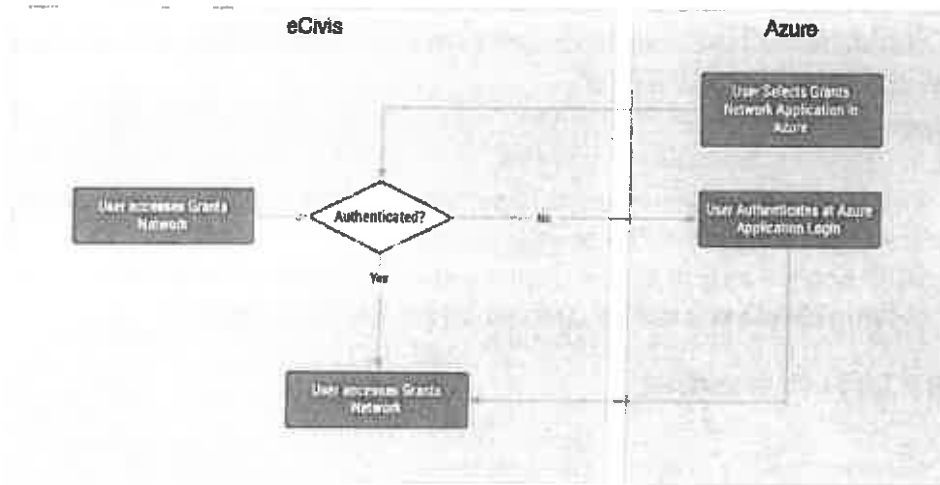 eCivis
Azure
User Selects Grants
Network Application in
Azure
User accesses Grants
Network
Authenticated?
No
User Authenticates at Azure
Application Login
Yes
User accesses Grants
Network